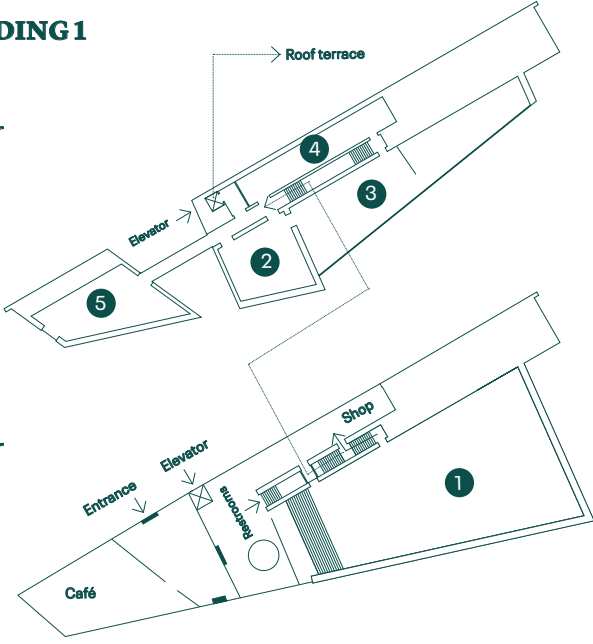 DING 1
Roof terrace
4
3
Elevator
2
5
Shop
Elevator
1
Entrance
Restrooms
Café